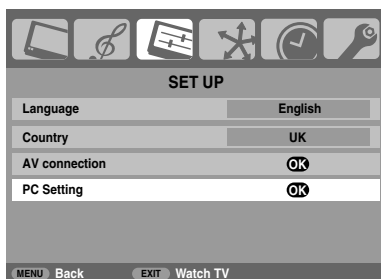 SET UP
Language English
Country UK
AV connection OK
PC Setting OK
MENU Back EXIT Watch TV